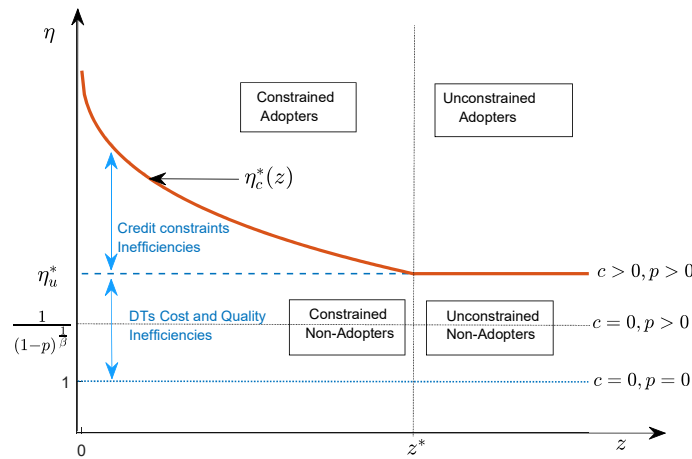 η
Constrained
Adopters
Unconstrained
Adopters
η*c(z)
Credit constraints
Inefficiencies
η*u
c > 0, p > 0
Constrained
Non-Adopters
Unconstrained
Non-Adopters
DTs Cost and Quality
Inefficiencies
1
(1−p)^(1/β)
c = 0, p > 0
1
c = 0, p = 0
0
z*
z